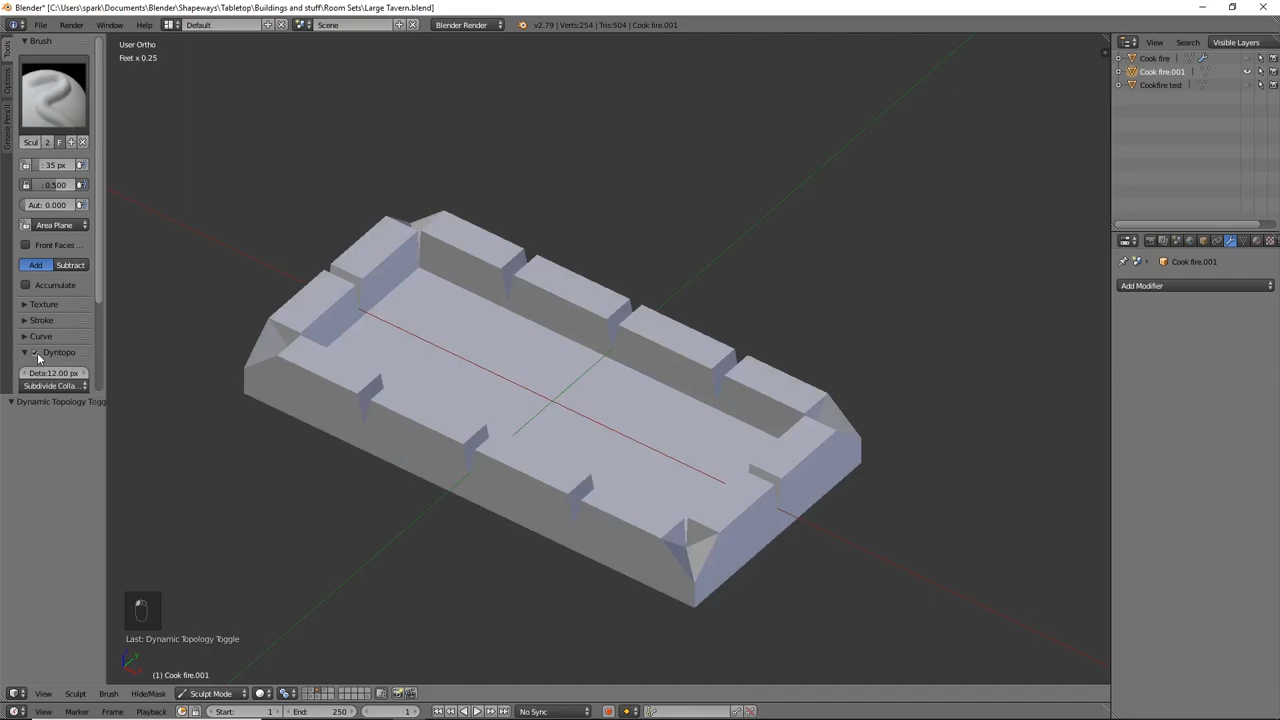 Blender* [C:\Users\spark\Documents\Blender\Shapeways\Tabletop\Buildings and stuff\Room Sets\Large Tavern.blend]
File Render Window Help Default Scene Blender Render v2.79 | Verts:254 | Tris:504 | Cook fire.001
View Search Visible Layers
Tools
Options
Grease Pencil
Brush
Scul 2 F
: 35 px
: 0.500
Aut: 0.000
Area Plane
Front Faces ...
Add Subtract
Accumulate
Texture
Stroke
Curve
Dyntopo
Deta:12.00 px
Subdivide Colla...
Dynamic Topology Togg
User Ortho
Feet x 0.25
Last: Dynamic Topology Toggle
(1) Cook fire.001
Cook fire
Cook fire.001
Cookfire test
Cook fire.001
Add Modifier
View Sculpt Brush Hide/Mask Sculpt Mode
View Marker Frame Playback Start: 1 End: 250 1 No Sync